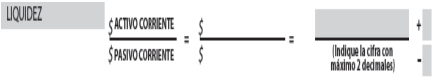 LIQUIDEZ
$ ACTIVO CORRIENTE = $ = +
$ PASIVO CORRIENTE $ (Indique la cifra con
máximo 2 decimales) -